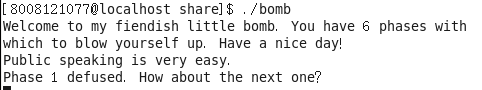 [8008121077@localhost share]$ ./bomb
Welcome to my fiendish little bomb. You have 6 phases with
which to blow yourself up. Have a nice day!
Public speaking is very easy.
Phase 1 defused. How about the next one?